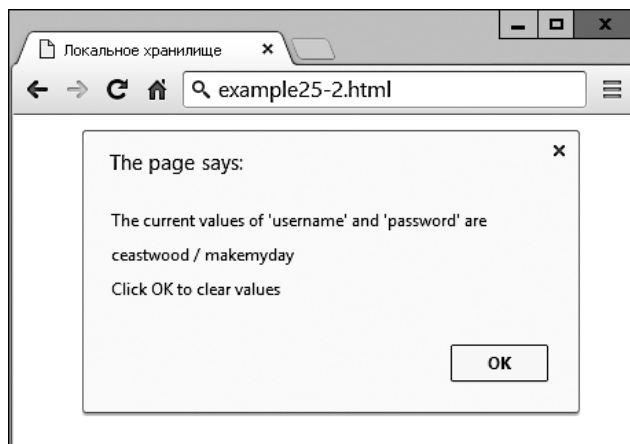 Локальное хранилище
example25-2.html
The page says:
The current values of 'username' and 'password' are
ceastwood / makemyday
Click OK to clear values
OK